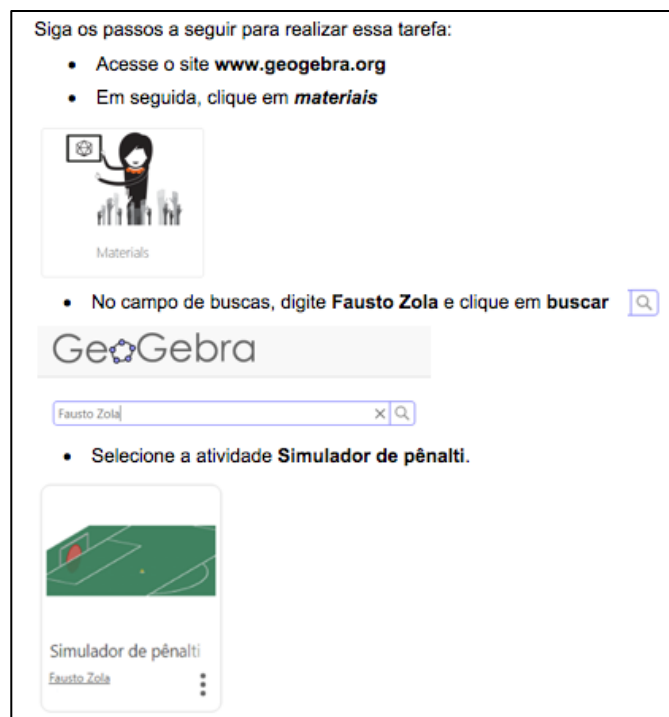 Siga os passos a seguir para realizar essa tarefa:
• Acesse o site www.geogebra.org
• Em seguida, clique em materiais
Materials
• No campo de buscas, digite Fausto Zola e clique em buscar
GeoGebra
Fausto Zola
• Selecione a atividade Simulador de pênalti.
Simulador de pênalti
Fausto Zola